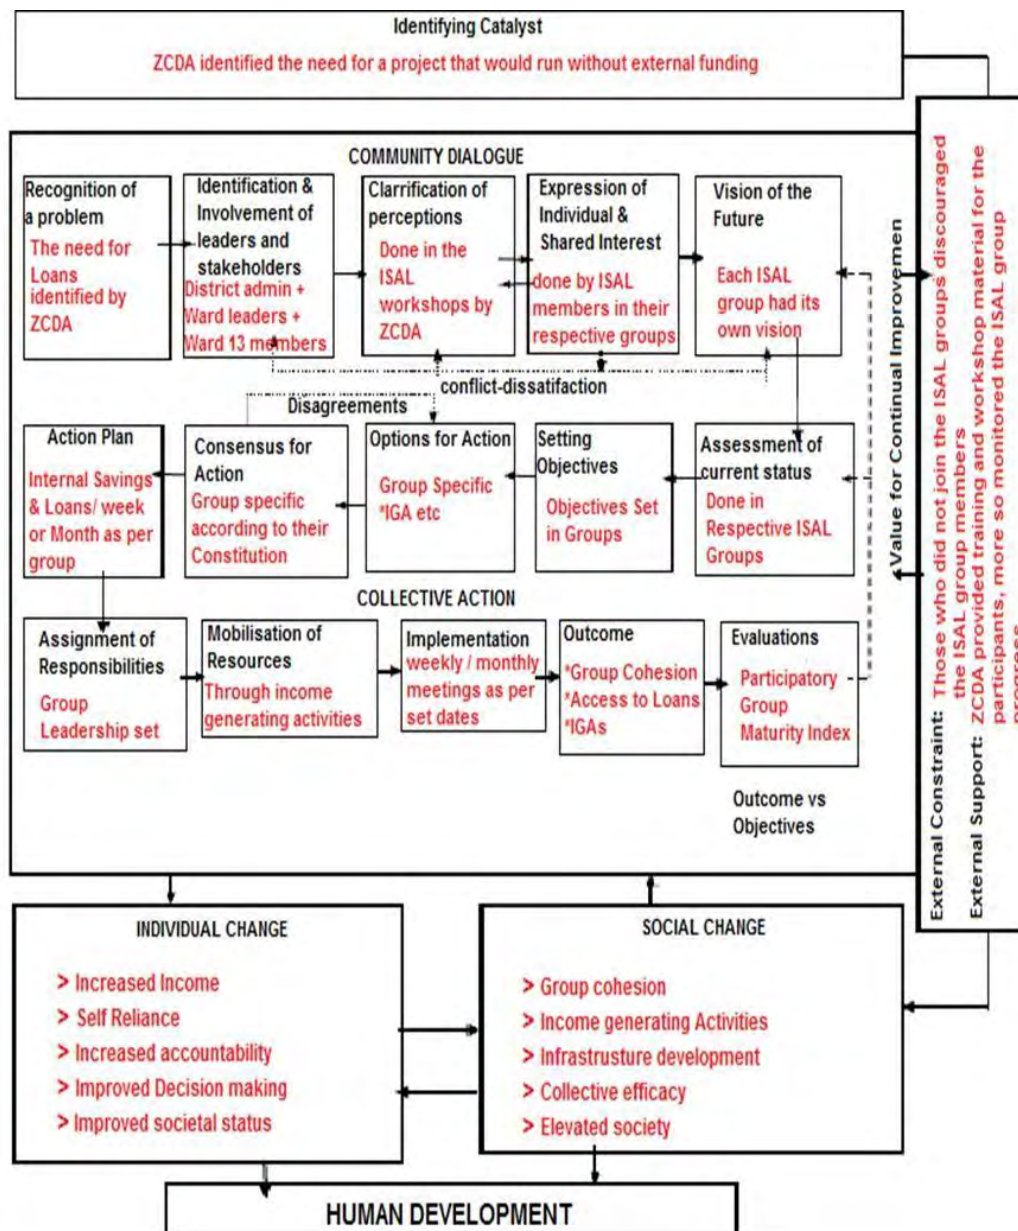 Identifying Catalyst
ZCDA identified the need for a project that would run without external funding
COMMUNITY DIALOGUE
Recognition of
a problem
The need for
Loans
identified by
ZCDA
Identification &
Involvement of
leaders and
stakeholders
District admin +
Ward leaders +
Ward 13 members
Clarrification of
perceptions
Done in the
ISAL
workshops by
ZCDA
Expression of
Individual &
Shared Interest
done by ISAL
members in their
respective groups
Vision of the
Future
Each ISAL
group had its
own vision
conflict-dissatifaction
Disagreements
Action Plan
Internal Savings
& Loans/ week
or Month as per
group
Consensus for
Action
Group specific
according to their
Constitution
Options for Action
Group Specific
*IGA etc
Setting
Objectives
Objectives Set
in Groups
Assessment of
current status
Done in
Respective ISAL
Groups
COLLECTIVE ACTION
Assignment of
Responsibilities
Group
Leadership set
Mobilisation of
Resources
Through income
generating activities
Implementation
weekly / monthly
meetings as per
set dates
Outcome
*Group Cohesion
*Access to Loans
*IGAs
Evaluations
Participatory
Group
Maturity Index
Outcome vs
Objectives
Value for Continual Improvemen
External Constraint: Those who did not join the ISAL groups discouraged
the ISAL group members
External Support: ZCDA provided training and workshop material for the
participants, more so monitored the ISAL group
progress
INDIVIDUAL CHANGE
> Increased Income
> Self Reliance
> Increased accountability
> Improved Decision making
> Improved societal status
SOCIAL CHANGE
> Group cohesion
> Income generating Activities
> Infrastrusture development
> Collective efficacy
> Elevated society
HUMAN DEVELOPMENT